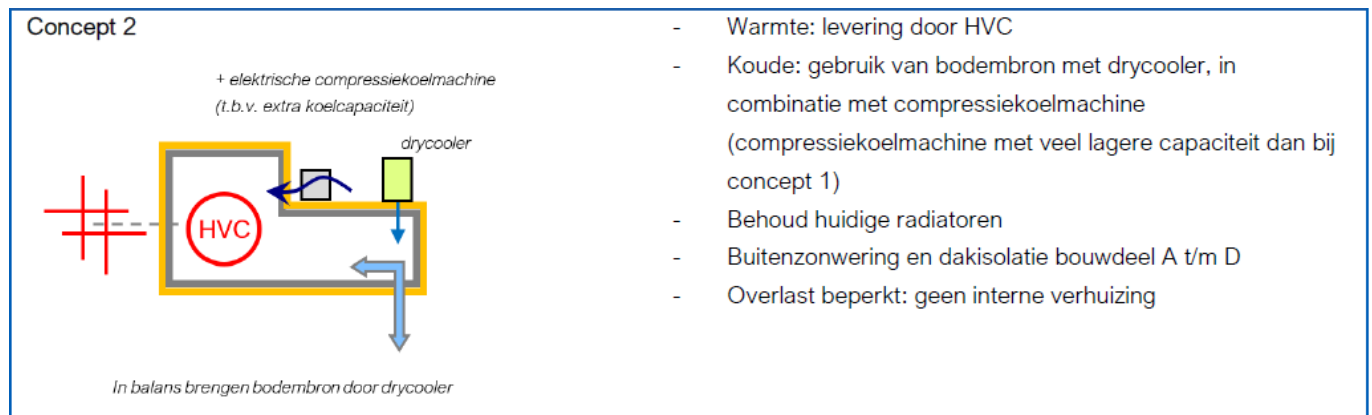 Concept 2
+ elektrische compressiekoelmachine
(t.b.v. extra koelcapaciteit)
drycooler
HVC
In balans brengen bodembron door drycooler
- Warmte: levering door HVC
- Koude: gebruik van bodembron met drycooler, in
combinatie met compressiekoelmachine
(compressiekoelmachine met veel lagere capaciteit dan bij
concept 1)
- Behoud huidige radiatoren
- Buitenzonwering en dakisolatie bouwdeel A t/m D
- Overlast beperkt: geen interne verhuizing